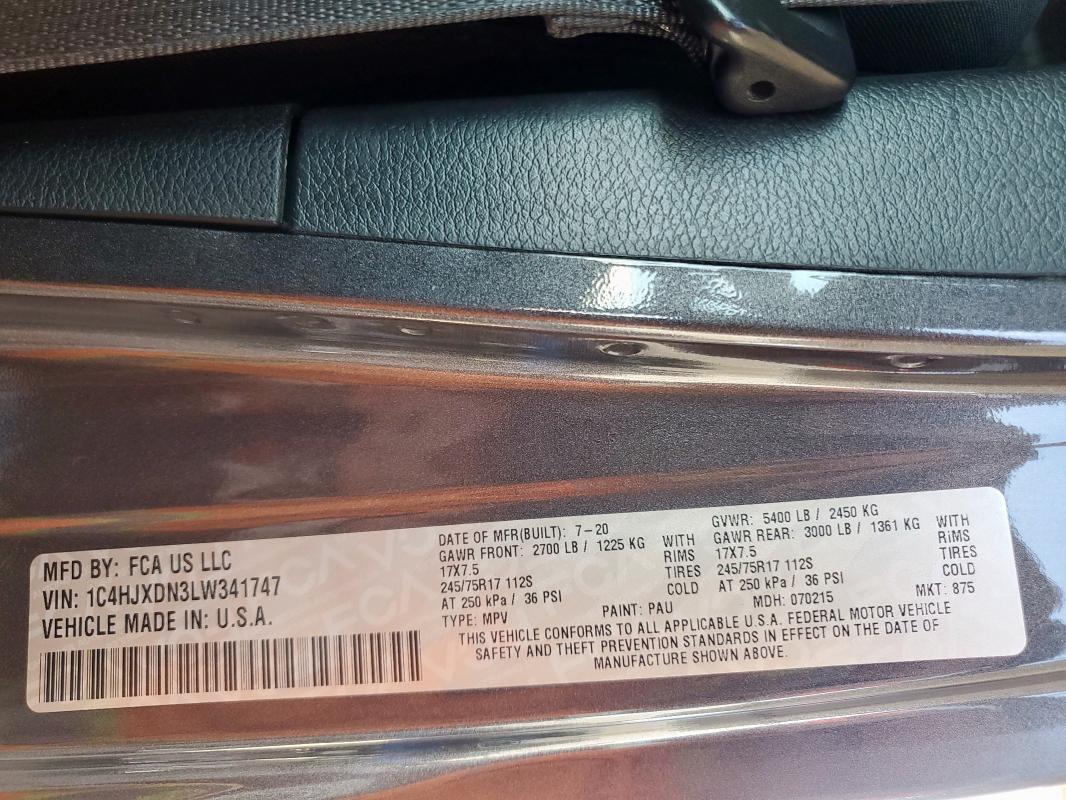 MFD BY: FCA US LLC
VIN: 1C4HJXDN3LW341747
VEHICLE MADE IN: U.S.A.
DATE OF MFR(BUILT): 7-20
GVWR: 5400 LB / 2450 KG
GAWR FRONT: 2700 LB / 1225 KG WITH
GAWR REAR: 3000 LB / 1361 KG WITH
17X7.5 RIMS
17X7.5 RIMS
245/75R17 112S TIRES
245/75R17 112S TIRES
AT 250 kPa / 36 PSI COLD
AT 250 kPa / 36 PSI COLD
TYPE: MPV
PAINT: PAU
MDH: 070215
MKT: 875
THIS VEHICLE CONFORMS TO ALL APPLICABLE U.S.A. FEDERAL MOTOR VEHICLE
SAFETY AND THEFT PREVENTION STANDARDS IN EFFECT ON THE DATE OF
MANUFACTURE SHOWN ABOVE.